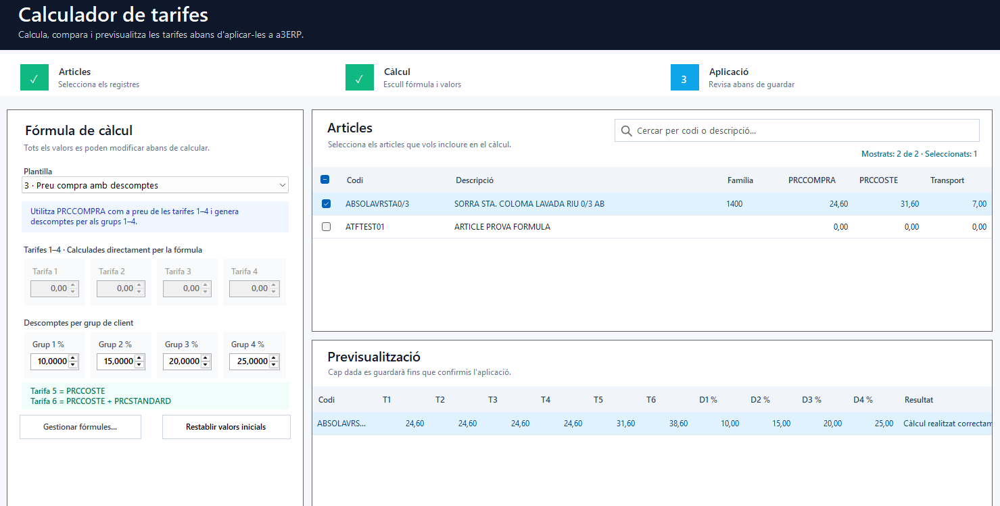 Calculador de tarifes
Calcula, compara i previsualitza les tarifes abans d'aplicar-les a a3ERP.
✓ Articles
Selecciona els registres
✓ Càlcul
Escull fórmula i valors
3 Aplicació
Revisa abans de guardar
Fórmula de càlcul
Tots els valors es poden modificar abans de calcular.
Plantilla
3 · Preu compra amb descomptes
Utilitza PRCCOMPRA com a preu de les tarifes 1–4 i genera
descomptes per als grups 1–4.
Tarifes 1–4 · Calculades directament per la fórmula
Tarifa 1 Tarifa 2 Tarifa 3 Tarifa 4
0,00 0,00 0,00 0,00
Descomptes per grup de client
Grup 1 % Grup 2 % Grup 3 % Grup 4 %
10,0000 15,0000 20,0000 25,0000
Tarifa 5 = PRCCOSTE
Tarifa 6 = PRCCOSTE + PRCSTANDARD
Gestionar fórmules... Restablir valors inicials
Articles
Selecciona els articles que vols incloure en el càlcul.
Cercar per codi o descripció...
Mostrats: 2 de 2 · Seleccionats: 1
Codi Descripció Família PRCCOMPRA PRCCOSTE Transport
ABSOLAVRSTA0/3 SORRA STA. COLOMA LAVADA RIU 0/3 AB 1400 24,60 31,60 7,00
ATFTEST01 ARTICLE PROVA FORMULA 0,00 0,00 0,00
Previsualització
Cap dada es guardarà fins que confirmis l'aplicació.
Codi T1 T2 T3 T4 T5 T6 D1 % D2 % D3 % D4 % Resultat
ABSOLAVRS... 24,60 24,60 24,60 24,60 31,60 38,60 10,00 15,00 20,00 25,00 Càlcul realitzat correctam